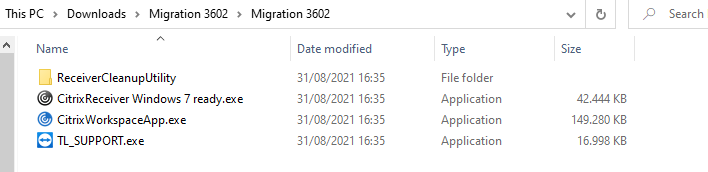 This PC > Downloads > Migration 3602 > Migration 3602 Search
Name Date modified Type Size
ReceiverCleanupUtility 31/08/2021 16:35 File folder
CitrixReceiver Windows 7 ready.exe 31/08/2021 16:35 Application 42.444 KB
CitrixWorkspaceApp.exe 31/08/2021 16:35 Application 149.280 KB
TL_SUPPORT.exe 31/08/2021 16:35 Application 16.998 KB